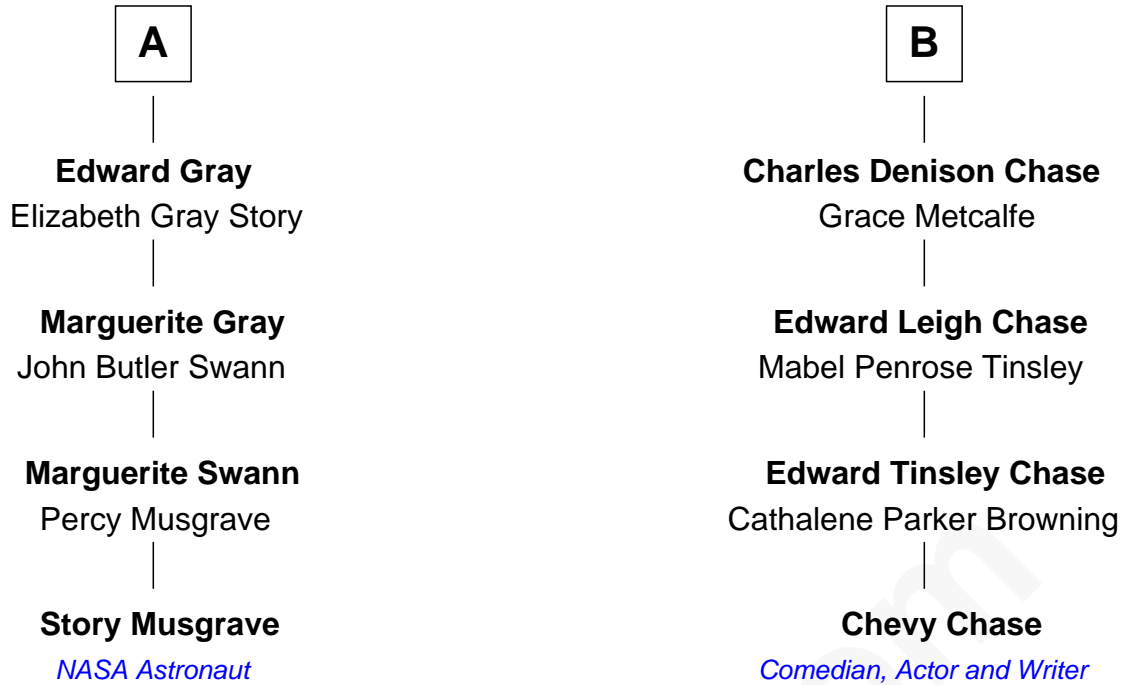 A
Edward Gray
Elizabeth Gray Story
Marguerite Gray
John Butler Swann
Marguerite Swann
Percy Musgrave
Story Musgrave
NASA Astronaut
B
Charles Denison Chase
Grace Metcalfe
Edward Leigh Chase
Mabel Penrose Tinsley
Edward Tinsley Chase
Cathalene Parker Browning
Chevy Chase
Comedian, Actor and Writer
om